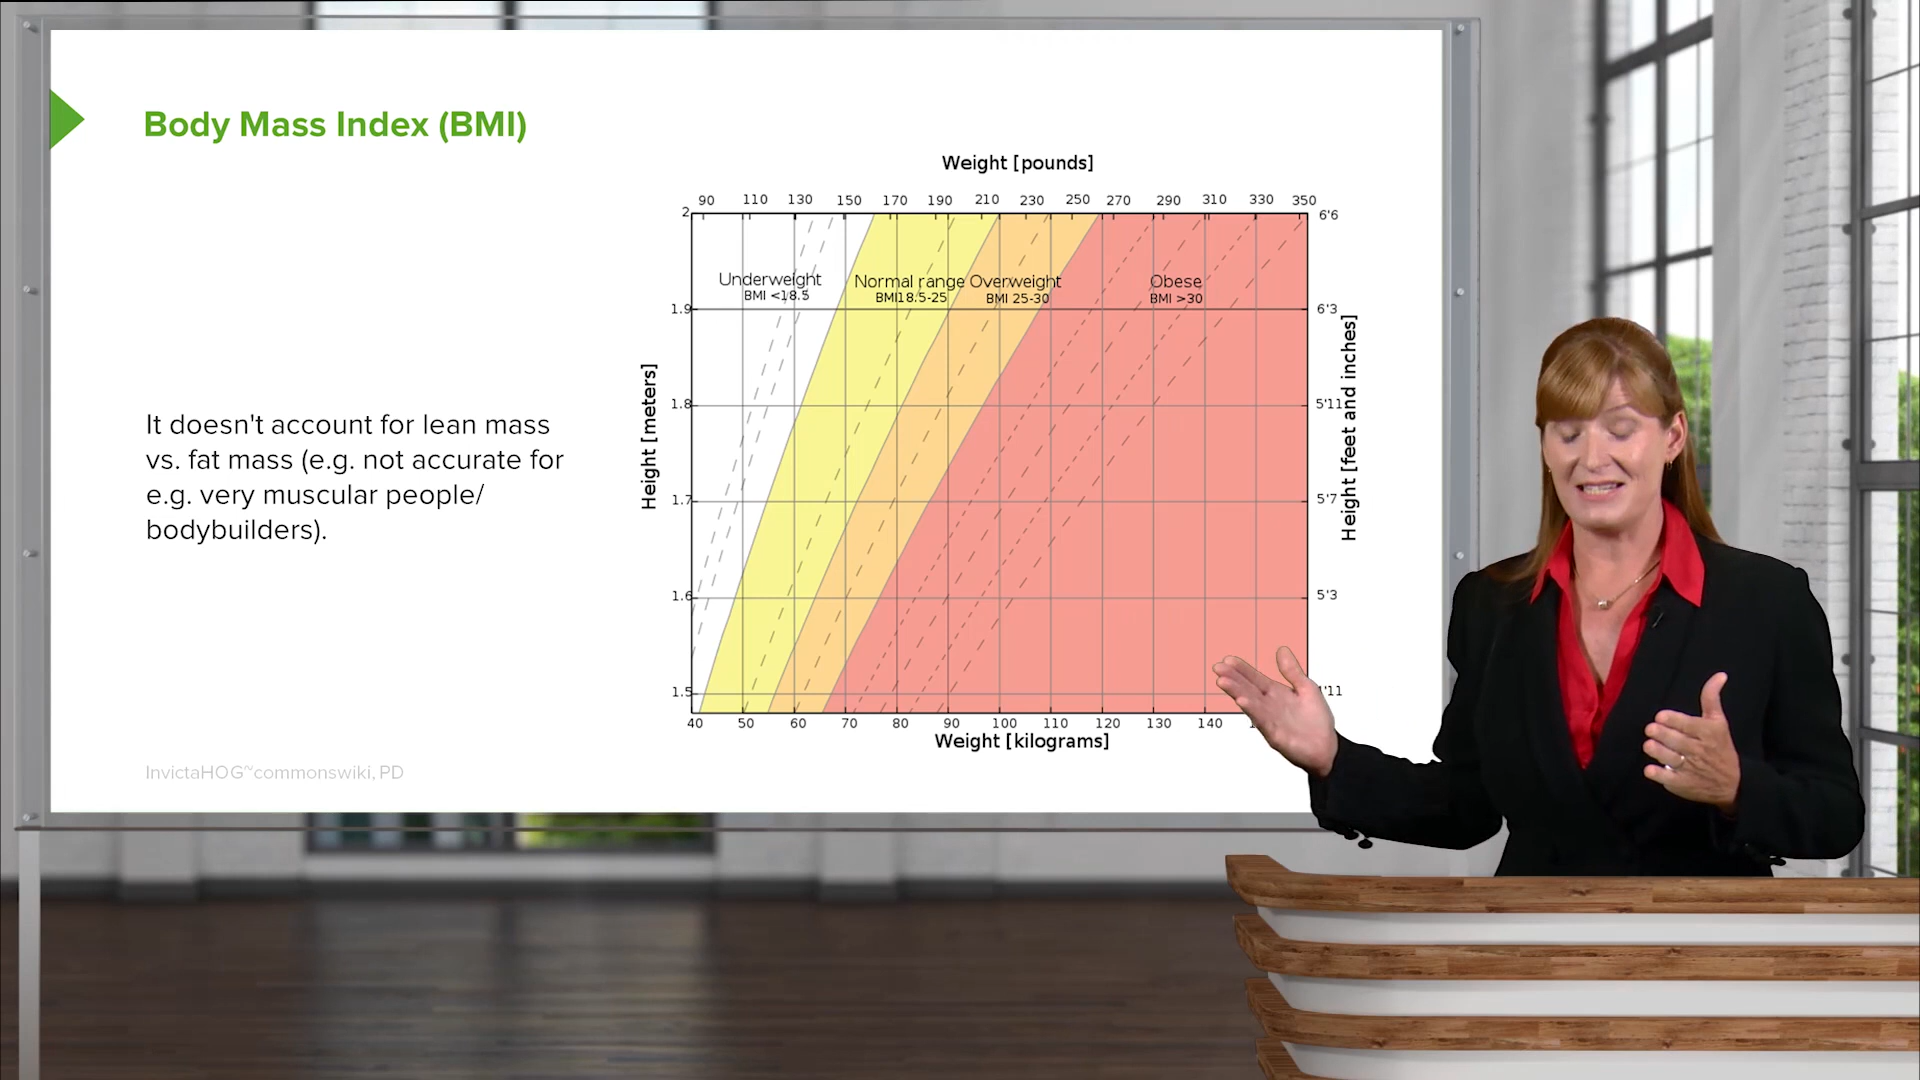 Body Mass Index (BMI)
It doesn't account for lean mass
vs. fat mass (e.g. not accurate for
e.g. very muscular people/
bodybuilders).
InvictaHOG~commonswiki, PD
Weight [pounds]
90 110 130 150 170 190 210 230 250 270 290 310 330 350
2 6'6
Underweight Normal range Overweight Obese
BMI <18.5 BMI18.5-25 BMI 25-30 BMI >30
1.9 6'3
1.8 5'11
1.7 5'7
1.6 5'3
1.5 '11
Height [meters]
Height [feet and inches]
40 50 60 70 80 90 100 110 120 130 140
Weight [kilograms]